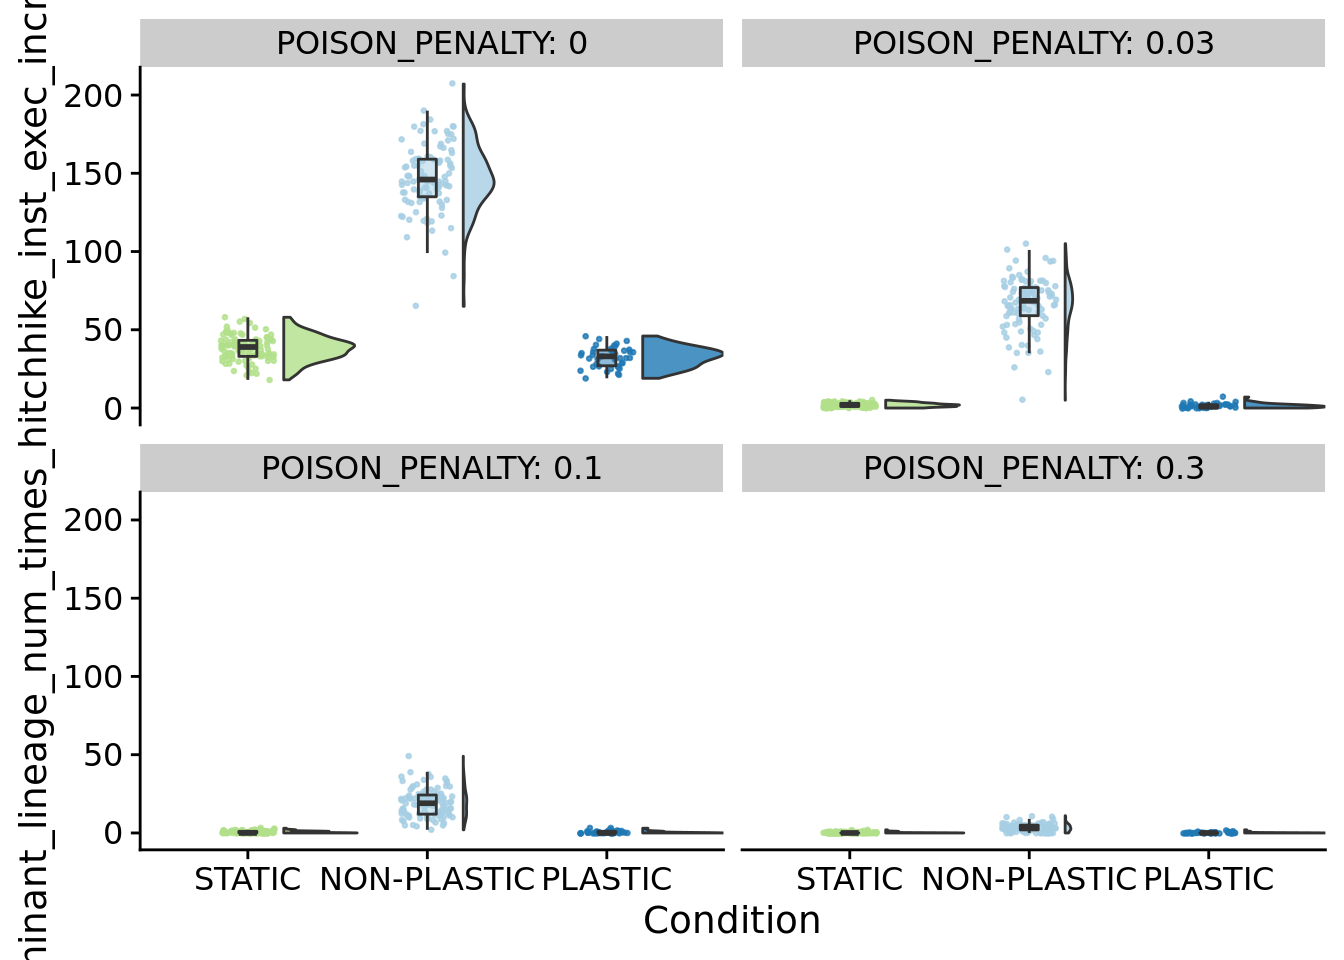 POISON_PENALTY: 0
POISON_PENALTY: 0.03
200
150
100
50
0
POISON_PENALTY: 0.1
POISON_PENALTY: 0.3
200
150
100
50
0
STATIC NON-PLASTIC PLASTIC
STATIC NON-PLASTIC PLASTIC
Condition
minant_lineage_num_times_hitchhike_inst_exec_incr